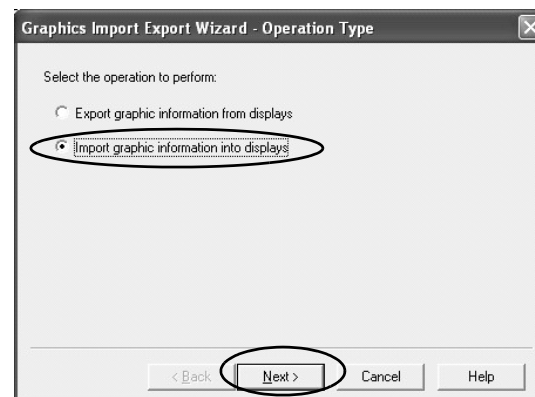 Graphics Import Export Wizard - Operation Type
Select the operation to perform:
Export graphic information from displays
Import graphic information into displays
< Back Next > Cancel Help